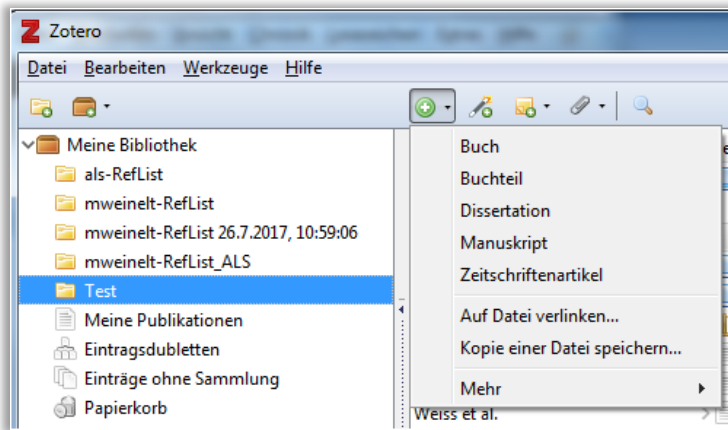 Zotero
Datei Bearbeiten Werkzeuge Hilfe
Meine Bibliothek
als-RefList
mweinelt-RefList
mweinelt-RefList 26.7.2017, 10:59:06
mweinelt-RefList_ALS
Test
Meine Publikationen
Eintragsdubletten
Einträge ohne Sammlung
Papierkorb
Buch
Buchteil
Dissertation
Manuskript
Zeitschriftenartikel
Auf Datei verlinken...
Kopie einer Datei speichern...
Mehr
Weiss et al.